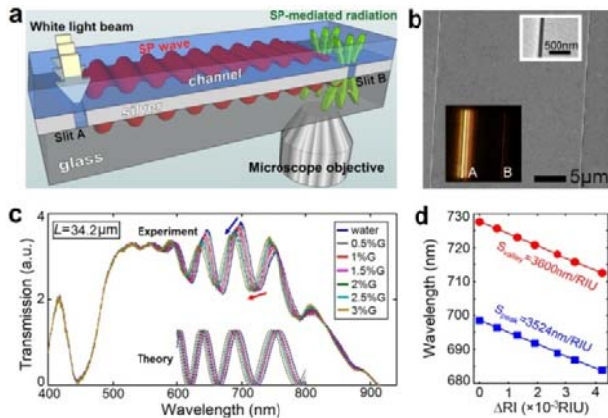 a
White light beam
SP-mediated radiation
SP wave
channel
Slit B
Silver
Slit A
glass
Microscope objective
b
500nm
A
B
5µm
c
L=34.2µm
Experiment
water
0.5%G
1%G
1.5%G
2%G
2.5%G
3%G
Theory
Transmission (a.u.)
4
2
0
400 500 600 700 800 900
Wavelength (nm)
d
Wavelength (nm)
730
720
710
700
690
680
S_valley=3600nm/RIU
S_peak=3524nm/RIU
0 1 2 3 4
ΔRI (×10⁻³RIU)